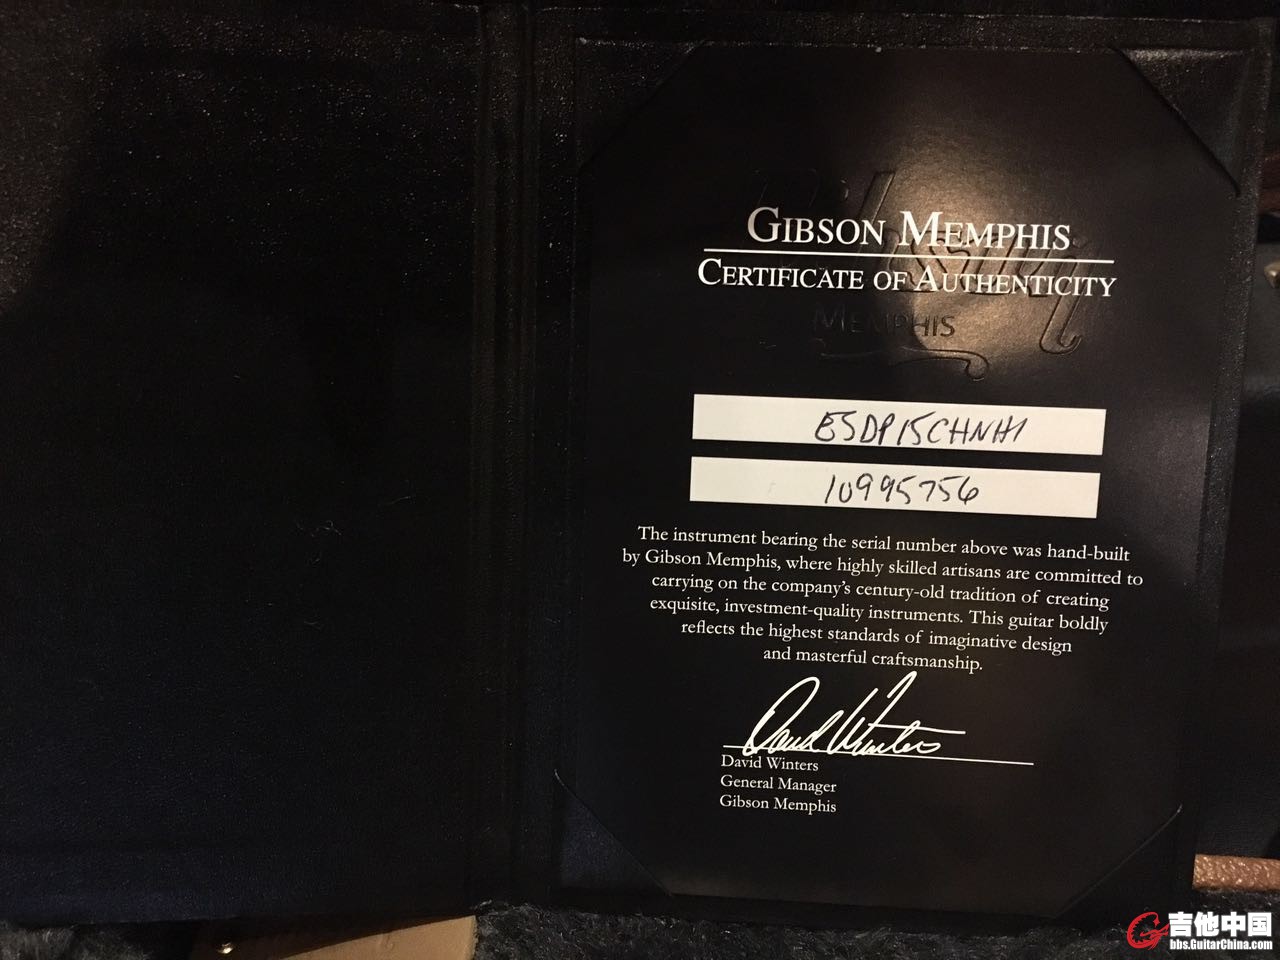 GIBSON MEMPHIS
CERTIFICATE OF AUTHENTICITY
Gibson
MEMPHIS
ESDP15CHNH1
10995756
The instrument bearing the serial number above was hand-built
by Gibson Memphis, where highly skilled artisans are committed to
carrying on the company's century-old tradition of creating
exquisite, investment-quality instruments. This guitar boldly
reflects the highest standards of imaginative design
and masterful craftsmanship.
David Winters
David Winters
General Manager
Gibson Memphis
吉他中国
bbs.GuitarChina.com